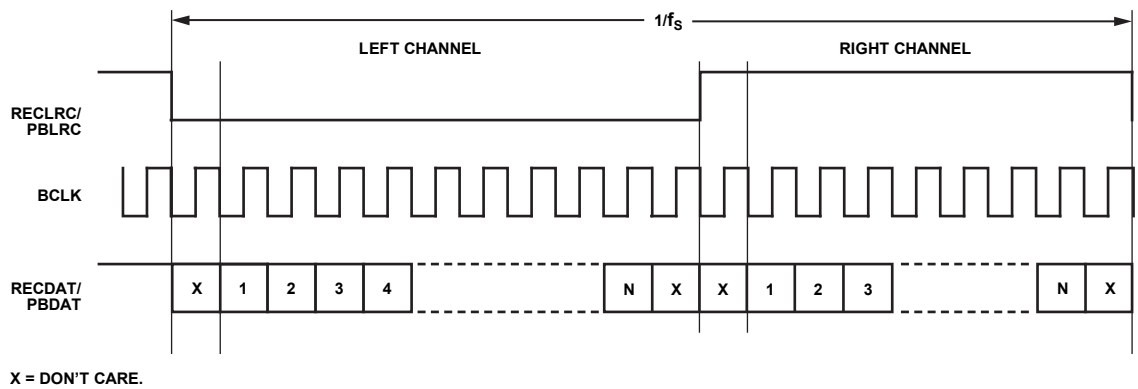 1/fS
LEFT CHANNEL RIGHT CHANNEL
RECLRC/
PBLRC
BCLK
RECDAT/
PBDAT
X 1 2 3 4 N X X 1 2 3 N X
X = DON'T CARE.